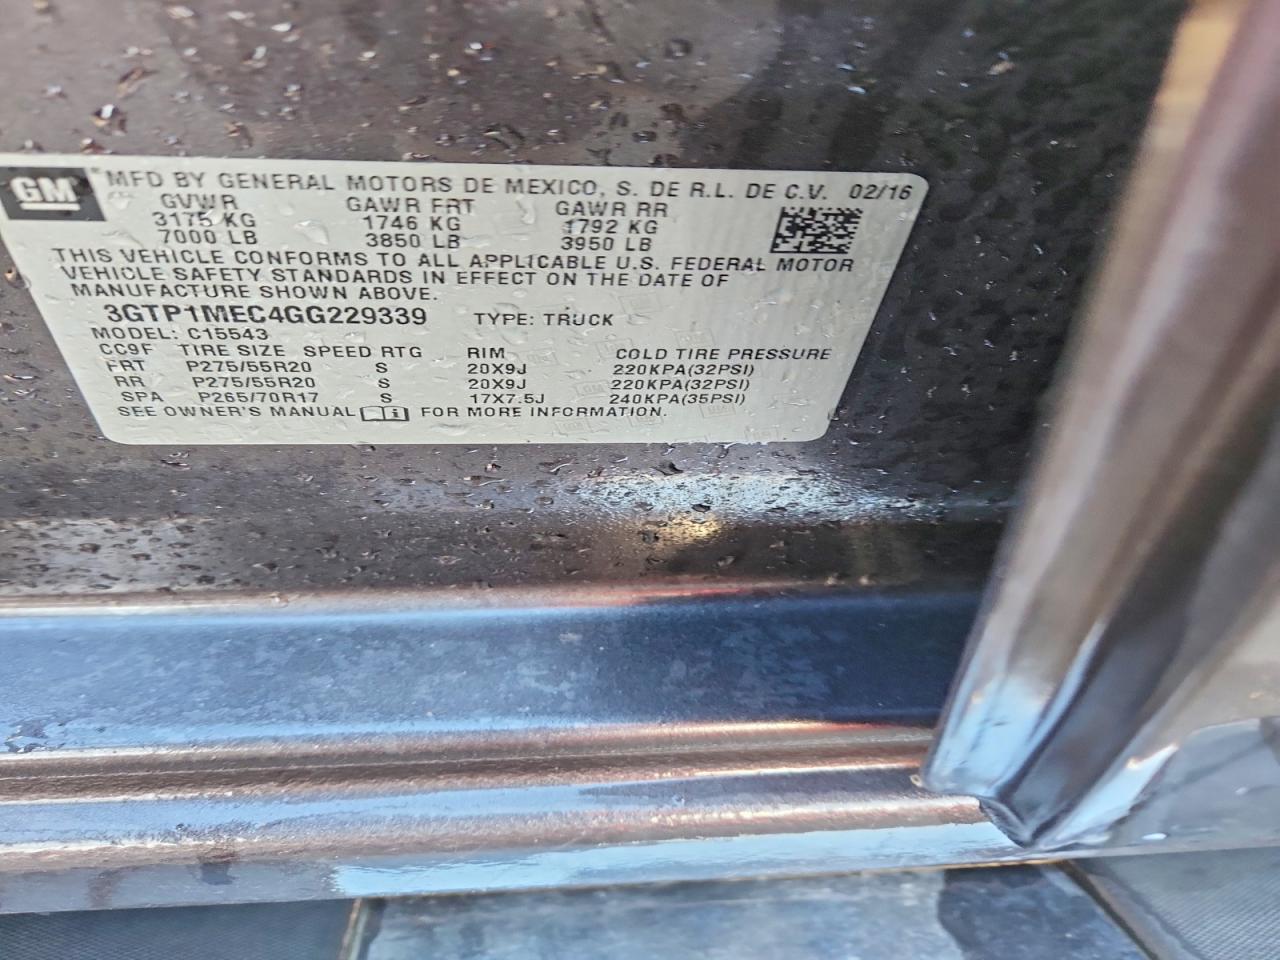 GM MFD BY GENERAL MOTORS DE MEXICO, S. DE R.L. DE C.V. 02/16
GVWR GAWR FRT GAWR RR
3175 KG 1746 KG 1792 KG
7000 LB 3850 LB 3950 LB
THIS VEHICLE CONFORMS TO ALL APPLICABLE U.S. FEDERAL MOTOR
VEHICLE SAFETY STANDARDS IN EFFECT ON THE DATE OF
MANUFACTURE SHOWN ABOVE.
3GTP1MEC4GG229339 TYPE: TRUCK
MODEL: C15543
CC9F TIRE SIZE SPEED RTG RIM COLD TIRE PRESSURE
FRT P275/55R20 S 20X9J 220KPA(32PSI)
RR P275/55R20 S 20X9J 220KPA(32PSI)
SPA P265/70R17 S 17X7.5J 240KPA(35PSI)
SEE OWNER'S MANUAL FOR MORE INFORMATION.